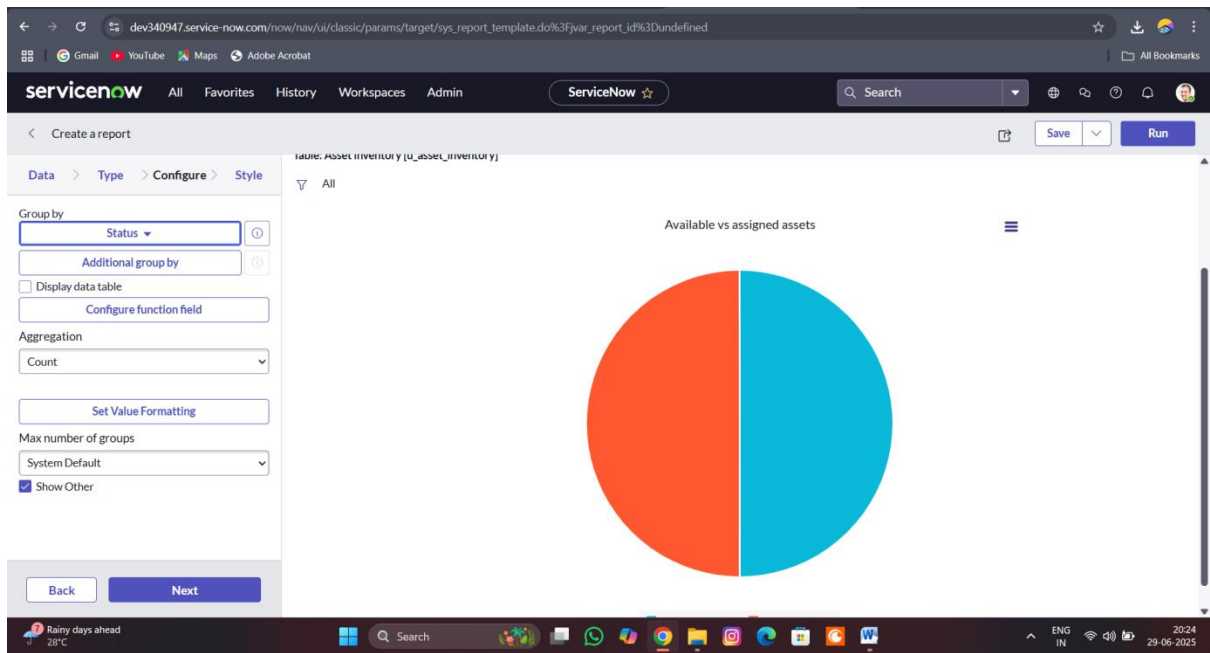 dev340947.service-now.com/now/nav/ui/classic/params/target/sys_report_template.do%3Fjvar_report_id%3Dundefined
Gmail YouTube Maps Adobe Acrobat All Bookmarks
servicenow All Favorites History Workspaces Admin ServiceNow Search
Create a report Save Run
Table: Asset Inventory [u_asset_inventory]
Data > Type > Configure > Style
All
Group by
Status
Available vs assigned assets
Additional group by
Display data table
Configure function field
Aggregation
Count
Set Value Formatting
Max number of groups
System Default
Show Other
Back Next
7 Rainy days ahead
28°C
Search
ENG
IN
20:24
29-06-2025